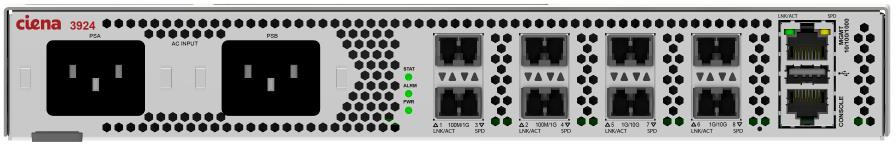 ciena 3924
PSA
AC INPUT
PSB
STAT
ALRM
PWR
1 100M/1G 3
LNK/ACT SPD
2 100M/1G 4
LNK/ACT SPD
5 1G/10G 7
LNK/ACT SPD
6 1G/10G 8
LNK/ACT SPD
LNK/ACT SPD
MGMT
10/100/1000
CONSOLE